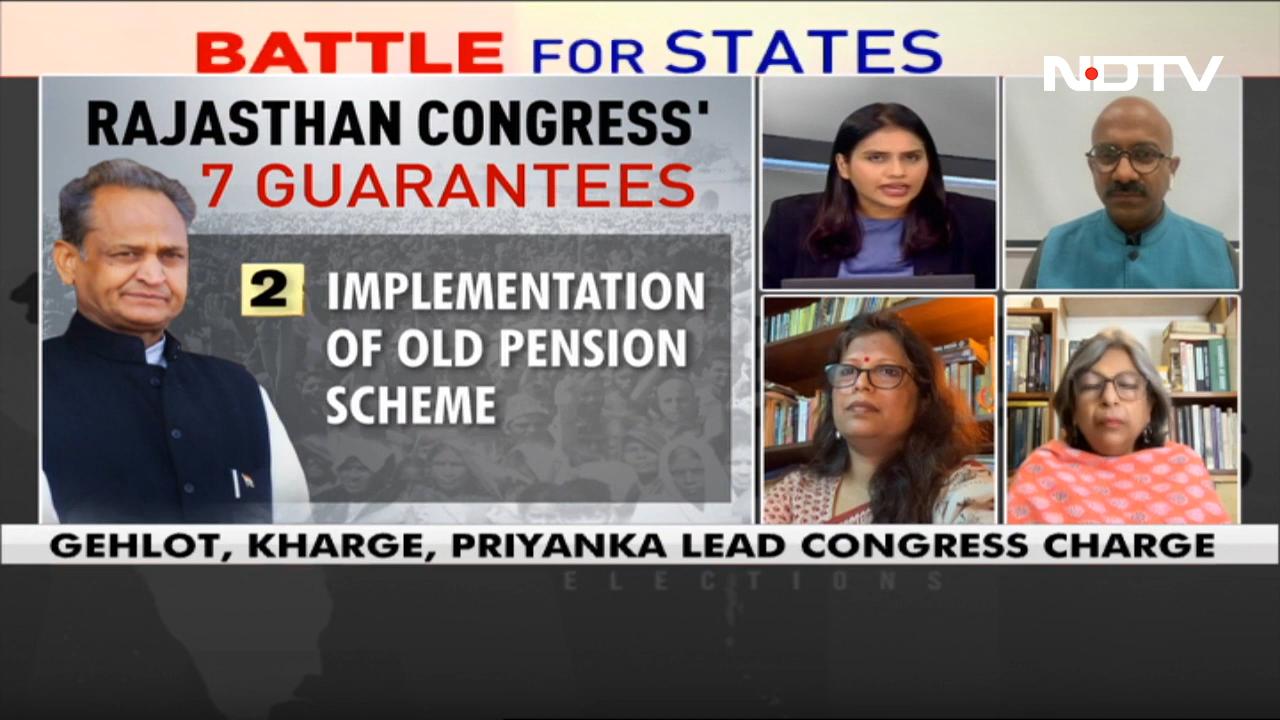 BATTLE FOR STATES
NDTV
RAJASTHAN CONGRESS'
7 GUARANTEES
2 IMPLEMENTATION
OF OLD PENSION
SCHEME
GEHLOT, KHARGE, PRIYANKA LEAD CONGRESS CHARGE
ELECTIONS